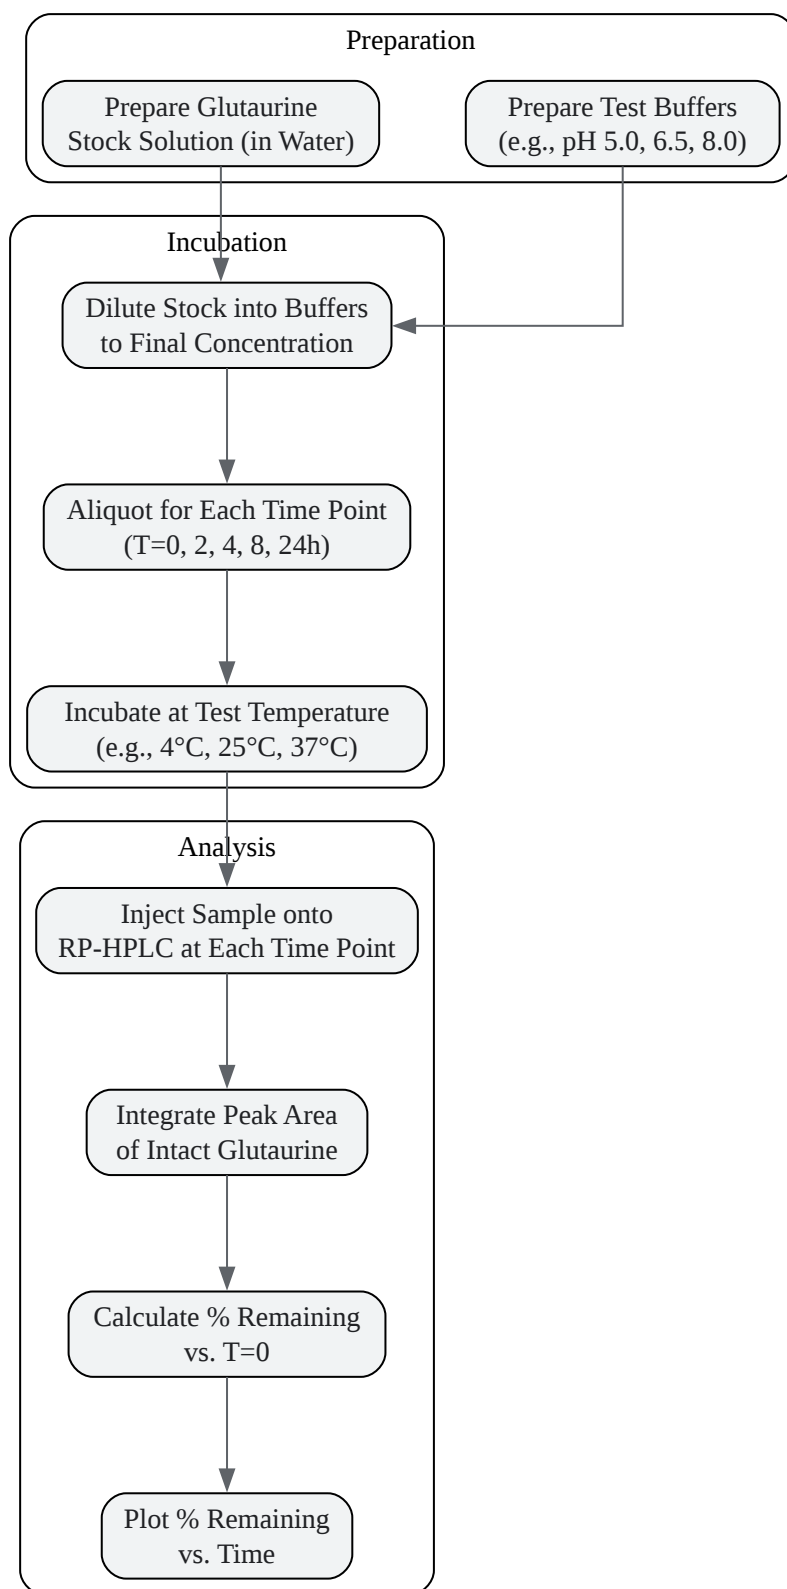 Preparation
Prepare Glutaurine
Stock Solution (in Water)
Prepare Test Buffers
(e.g., pH 5.0, 6.5, 8.0)
Incubation
Dilute Stock into Buffers
to Final Concentration
Aliquot for Each Time Point
(T=0, 2, 4, 8, 24h)
Incubate at Test Temperature
(e.g., 4°C, 25°C, 37°C)
Analysis
Inject Sample onto
RP-HPLC at Each Time Point
Integrate Peak Area
of Intact Glutaurine
Calculate % Remaining
vs. T=0
Plot % Remaining
vs. Time